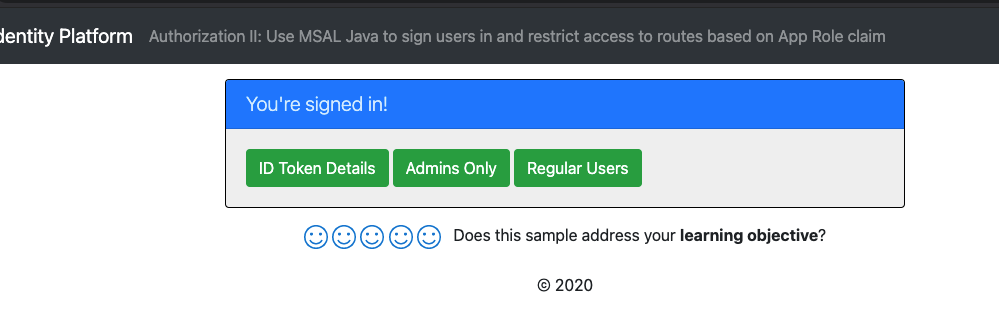 dentity Platform Authorization II: Use MSAL Java to sign users in and restrict access to routes based on App Role claim
You're signed in!
ID Token Details Admins Only Regular Users
Does this sample address your learning objective?
© 2020